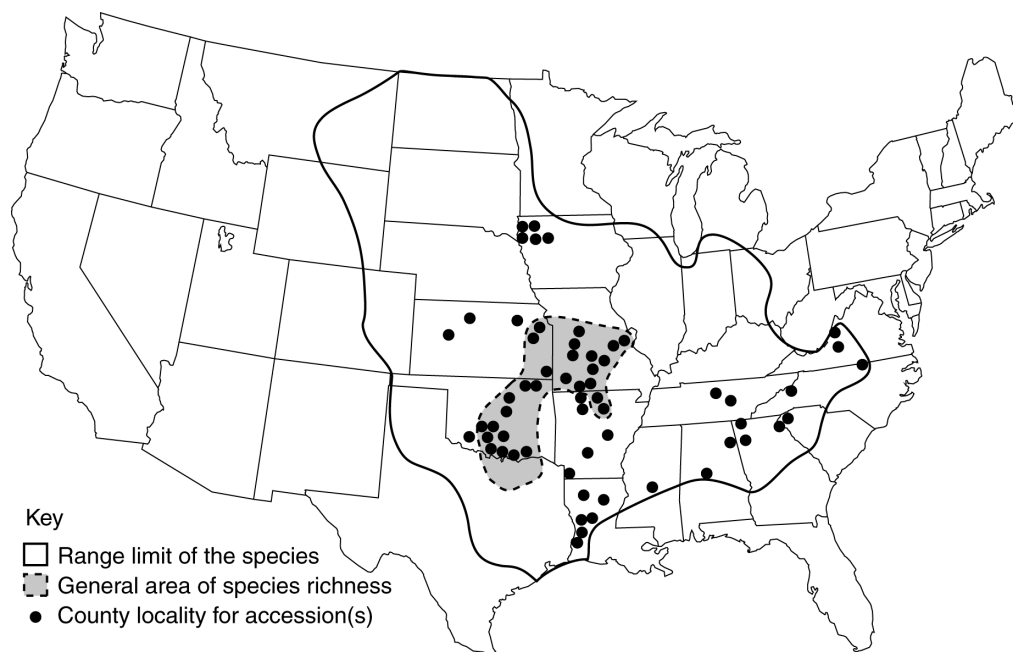 Key
Range limit of the species
General area of species richness
County locality for accession(s)